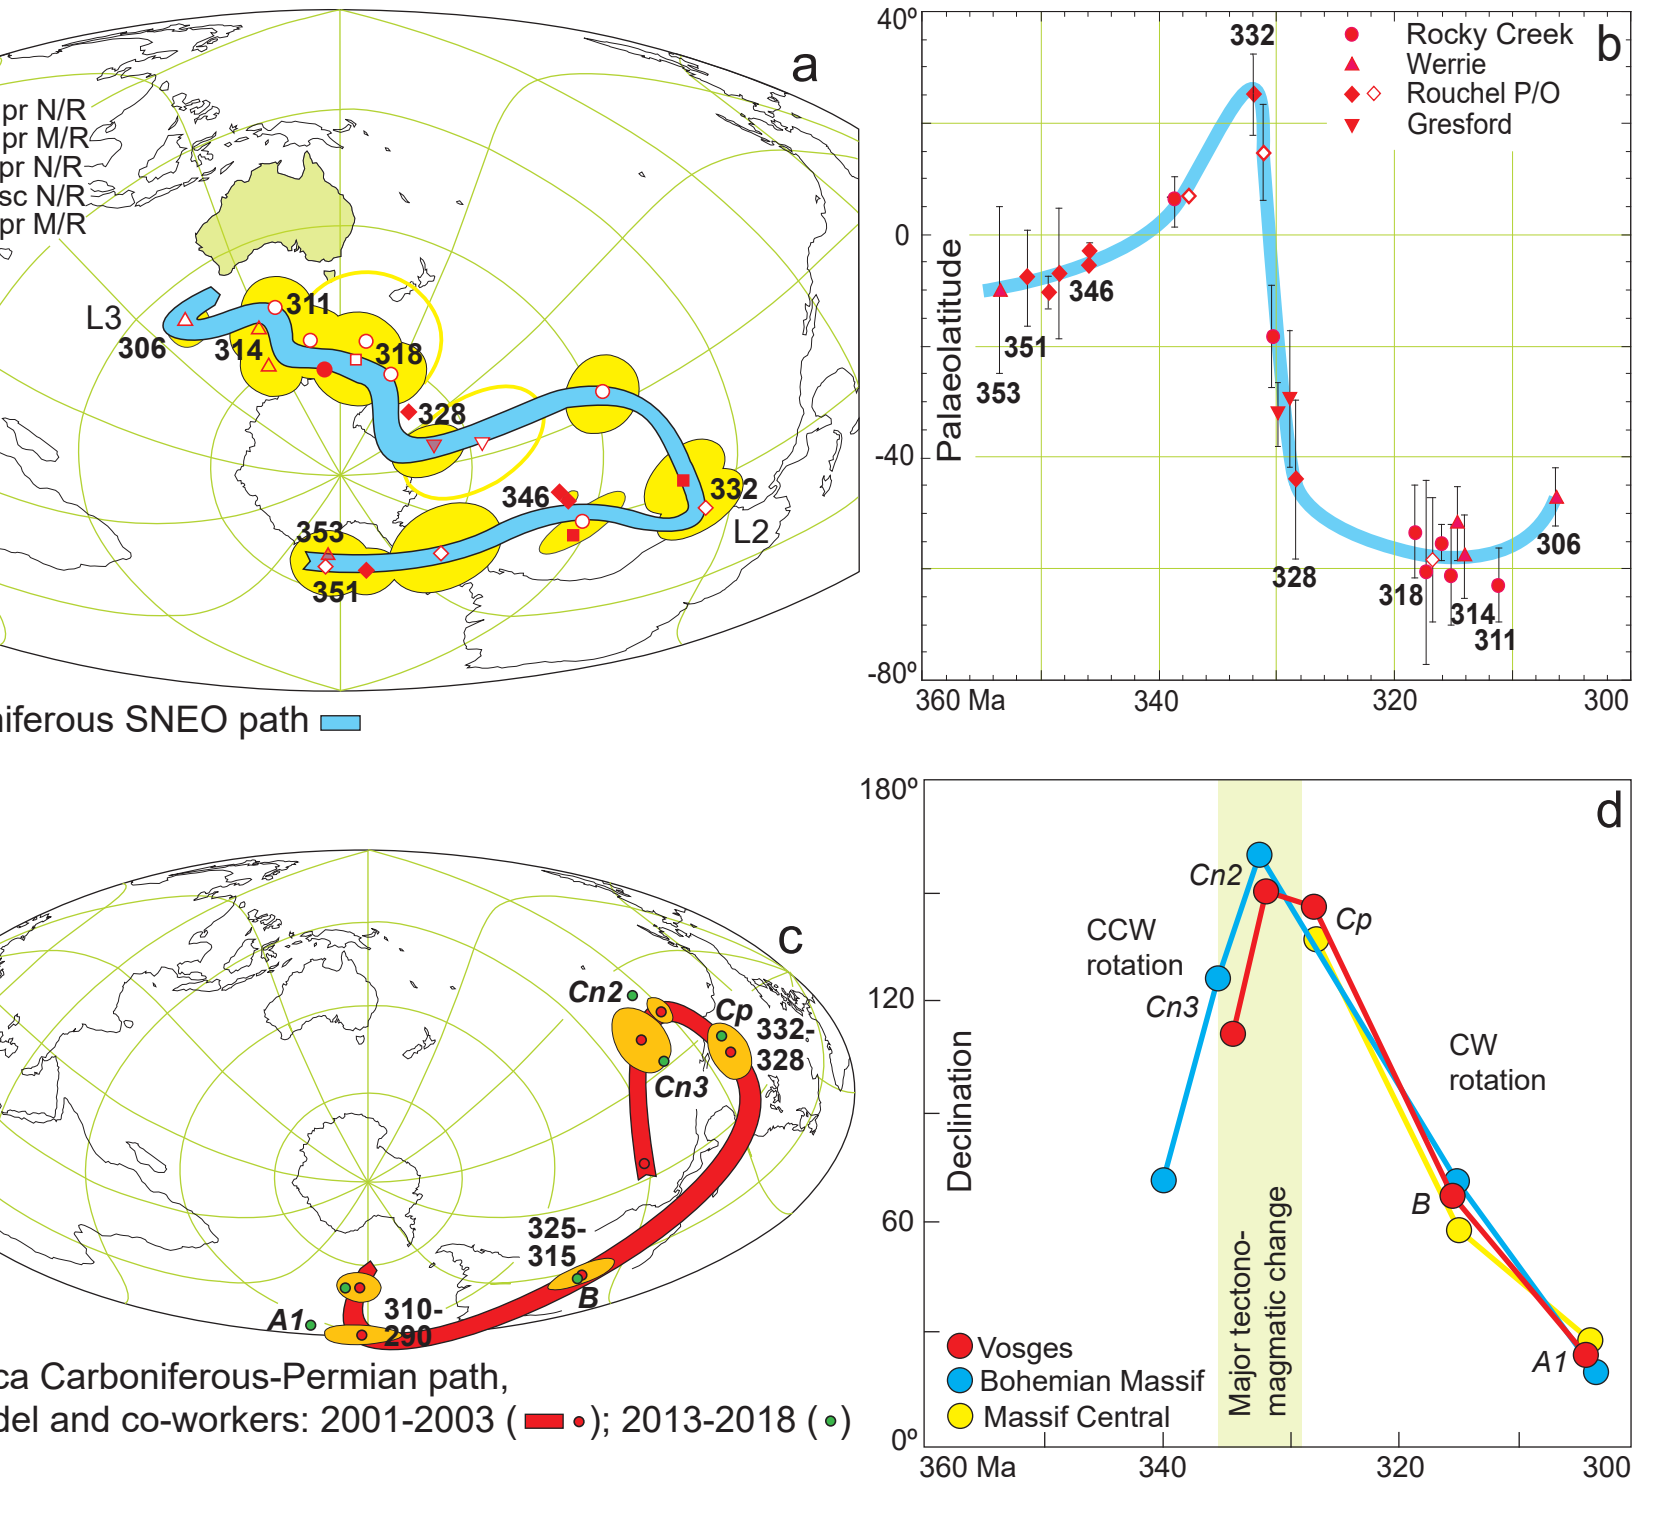 a
pr N/R
pr M/R
pr N/R
sc N/R
pr M/R
L3
306
311
314
318
328
346
332
L2
353
351
niferous SNEO path
b
40º
0
-40
-80º
Palaeolatitude
332
Rocky Creek
Werrie
Rouchel P/O
Gresford
346
351
353
328
318
314
311
306
360 Ma
340
320
300
c
Cn2
Cp
332-
328
Cn3
325-
315
B
310-
290
A1
ca Carboniferous-Permian path,
del and co-workers: 2001-2003 ( ); 2013-2018 ( )
d
180º
120
60
0º
Declination
Cn2
Cp
CCW
rotation
Cn3
CW
rotation
B
A1
Major tectono-
magmatic change
Vosges
Bohemian Massif
Massif Central
360 Ma
340
320
300